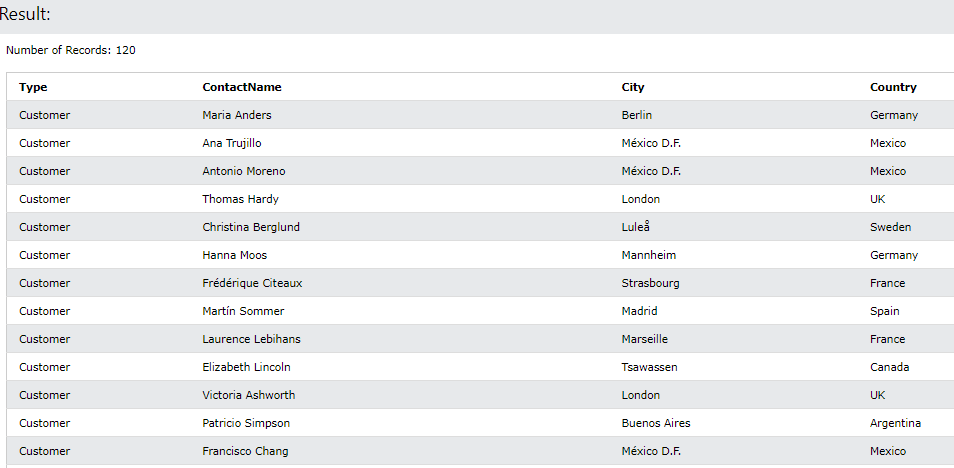 Result:
Number of Records: 120
Type ContactName City Country
Customer Maria Anders Berlin Germany
Customer Ana Trujillo México D.F. Mexico
Customer Antonio Moreno México D.F. Mexico
Customer Thomas Hardy London UK
Customer Christina Berglund Luleå Sweden
Customer Hanna Moos Mannheim Germany
Customer Frédérique Citeaux Strasbourg France
Customer Martín Sommer Madrid Spain
Customer Laurence Lebihans Marseille France
Customer Elizabeth Lincoln Tsawassen Canada
Customer Victoria Ashworth London UK
Customer Patricio Simpson Buenos Aires Argentina
Customer Francisco Chang México D.F. Mexico